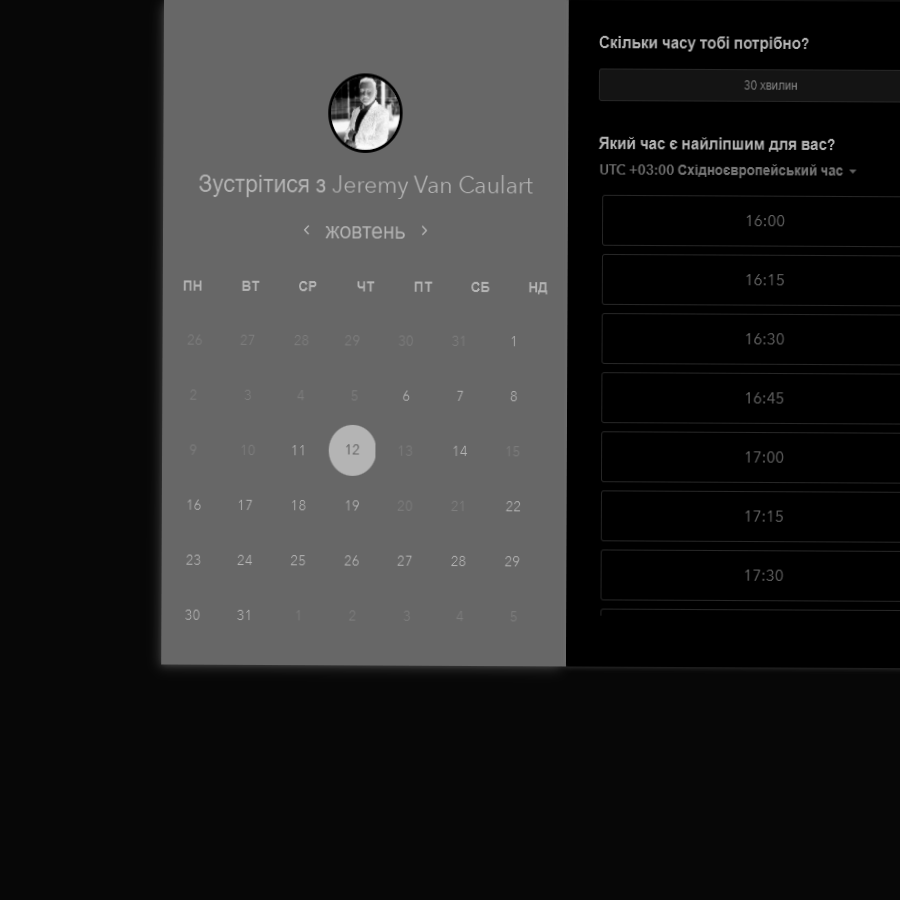 Зустрітися з Jeremy Van Caulart
‹ жовтень ›
ПН ВТ СР ЧТ ПТ СБ НД
26 27 28 29 30 31 1
2 3 4 5 6 7 8
9 10 11 12 13 14 15
16 17 18 19 20 21 22
23 24 25 26 27 28 29
30 31 1 2 3 4 5
Скільки часу тобі потрібно?
30 хвилин
Який час є найліпшим для вас?
UTC +03:00 Східноєвропейський час
16:00
16:15
16:30
16:45
17:00
17:15
17:30